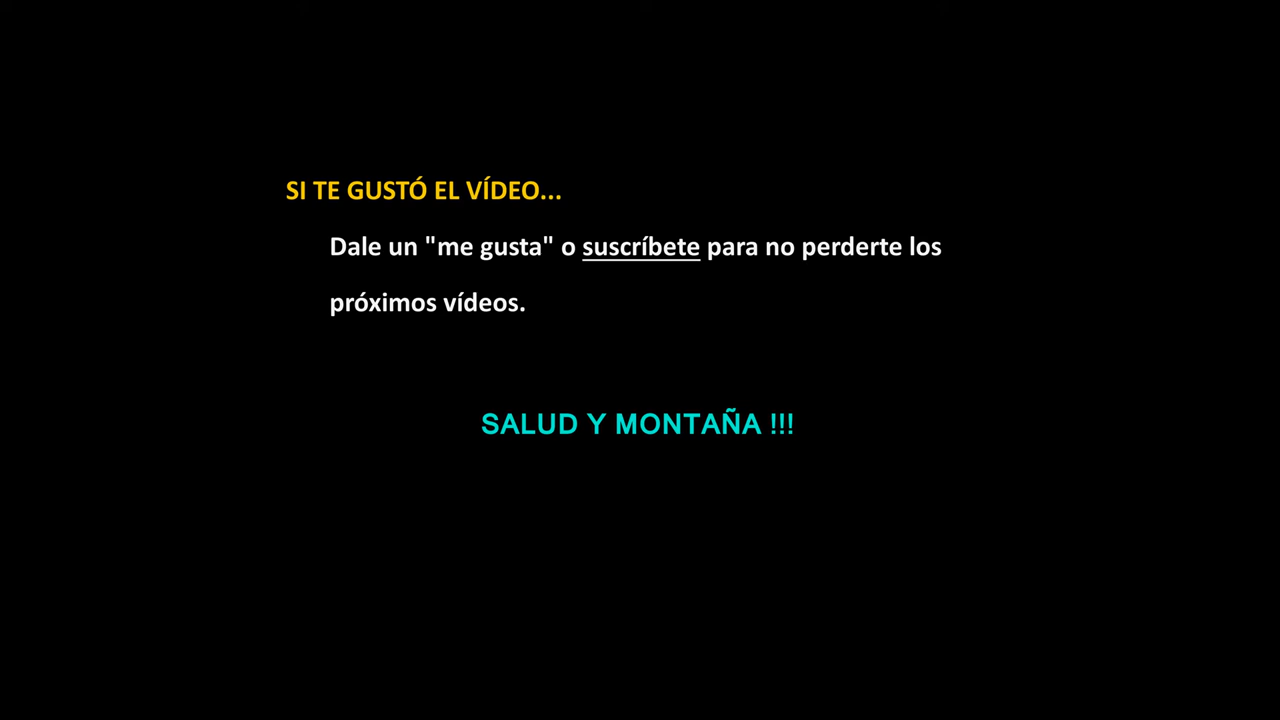 SI TE GUSTÓ EL VÍDEO...
Dale un "me gusta" o suscríbete para no perderte los
próximos vídeos.
SALUD Y MONTAÑA !!!